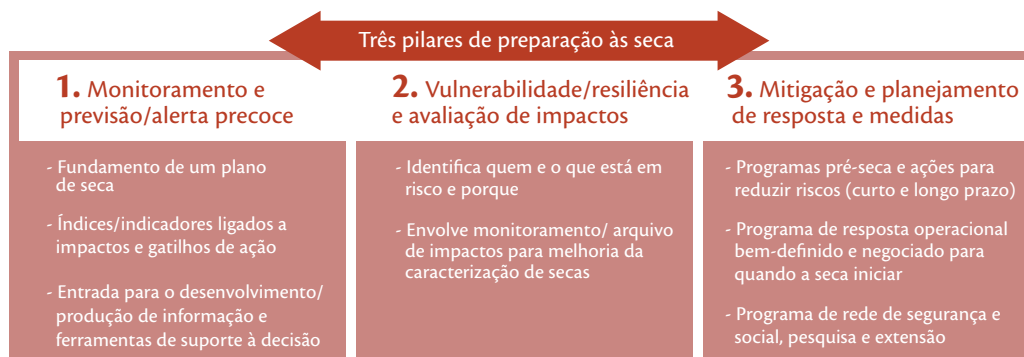 Três pilares de preparação às seca
1. Monitoramento e
previsão/alerta precoce
- Fundamento de um plano
de seca
- Índices/indicadores ligados a
impactos e gatilhos de ação
- Entrada para o desenvolvimento/
produção de informação e
ferramentas de suporte à decisão
2. Vulnerabilidade/resiliência
e avaliação de impactos
- Identifica quem e o que está em
risco e porque
- Envolve monitoramento/ arquivo
de impactos para melhoria da
caracterização de secas
3. Mitigação e planejamento
de resposta e medidas
- Programas pré-seca e ações para
reduzir riscos (curto e longo prazo)
- Programa de resposta operacional
bem-definido e negociado para
quando a seca iniciar
- Programa de rede de segurança e
social, pesquisa e extensão